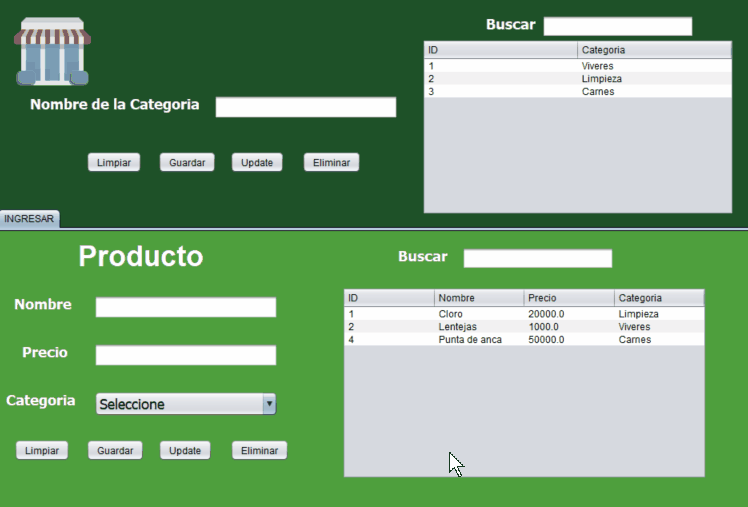 Buscar
ID Categoria
1 Viveres
2 Limpieza
3 Carnes
Nombre de la Categoria
Limpiar Guardar Update Eliminar
INGRESAR
Producto
Buscar
Nombre
Precio
Categoria Seleccione
Limpiar Guardar Update Eliminar
ID Nombre Precio Categoria
1 Cloro 20000.0 Limpieza
2 Lentejas 1000.0 Viveres
4 Punta de anca 50000.0 Carnes